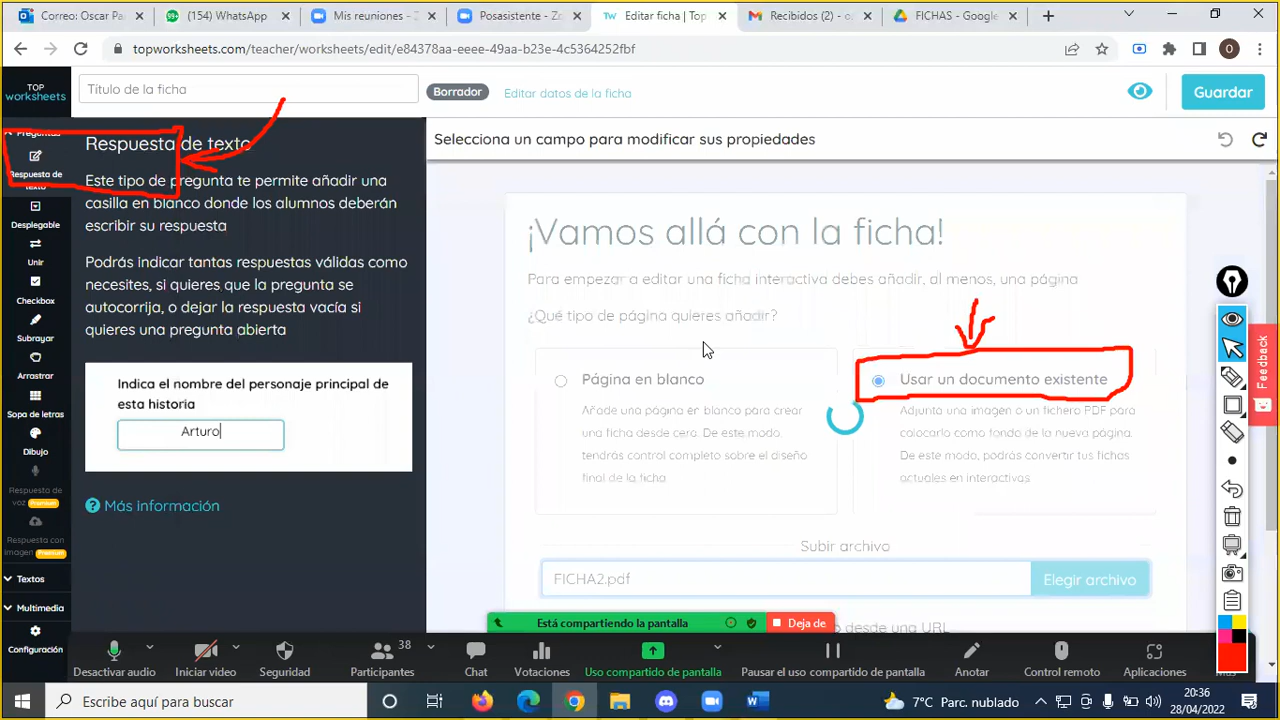 Correo: Oscar Pa
(154) WhatsApp
Mis reuniones - Z
Posasistente - Zo
Editar ficha | Top
Recibidos (2) - o
FICHAS - Google
topworksheets.com/teacher/worksheets/edit/e84378aa-eeee-49aa-b23e-4c5364252fbf
TOP
worksheets
Título de la ficha
Borrador
Editar datos de la ficha
Guardar
Preguntas
Respuesta de
texto
Desplegable
Unir
Checkbox
Subrayar
Arrastrar
Sopa de letras
Dibujo
Respuesta de
voz Premium
Respuesta con
imagen Premium
Textos
Multimedia
Configuración
Respuesta de texto
Este tipo de pregunta te permite añadir una
casilla en blanco donde los alumnos deberán
escribir su respuesta
Podrás indicar tantas respuestas válidas como
necesites, si quieres que la pregunta se
autocorrija, o dejar la respuesta vacía si
quieres una pregunta abierta
Indica el nombre del personaje principal de
esta historia
Arturo
Más información
Selecciona un campo para modificar sus propiedades
¡Vamos allá con la ficha!
Para empezar a editar una ficha interactiva debes añadir, al menos, una página
¿Qué tipo de página quieres añadir?
Página en blanco
Añade una página en blanco para crear
una ficha desde cero. De este modo,
tendrás control completo sobre el diseño
final de la ficha
Usar un documento existente
Adjunta una imagen o un fichero PDF para
colocarlo como fondo de la nueva página.
De este modo, podrás convertir tus fichas
actuales en interactivas
Subir archivo
FICHA2.pdf
Elegir archivo
desde una URL
Feedback
Está compartiendo la pantalla
Deja de
Desactivar audio
Iniciar video
Seguridad
Participantes
38
Chat
Votaciones
Uso compartido de pantalla
Pausar el uso compartido de pantalla
Anotar
Control remoto
Aplicaciones
Escribe aquí para buscar
7°C Parc. nublado
20:36
28/04/2022